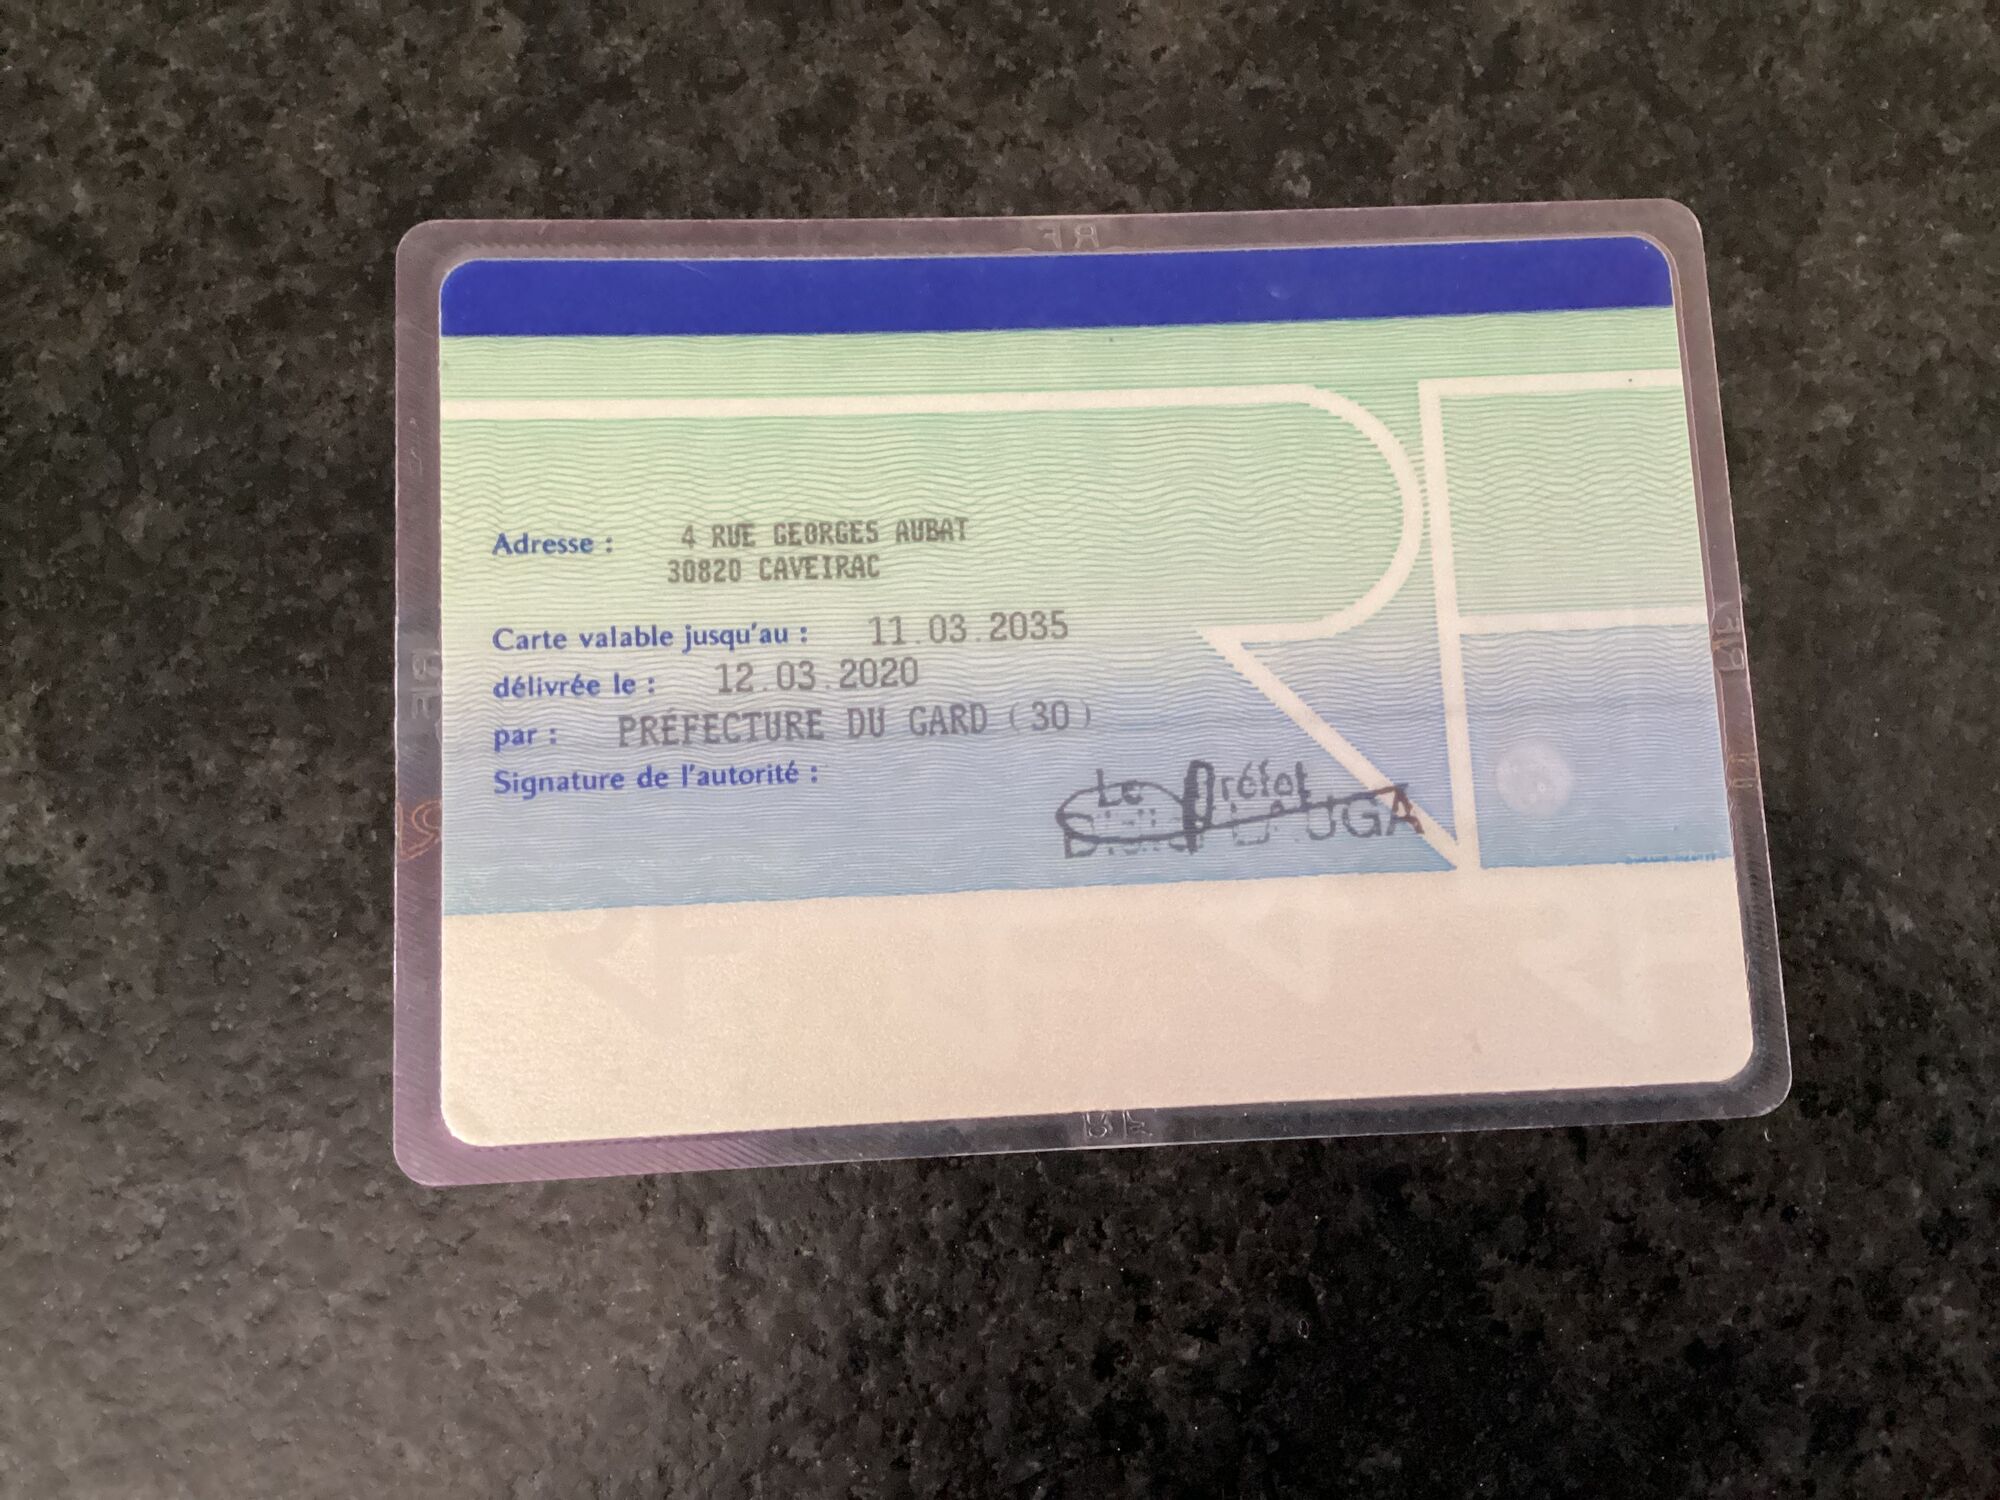 Adresse : 4 RUE GEORGES AUBAT
30820 CAVEIRAC
Carte valable jusqu'au : 11.03.2035
délivrée le : 12.03.2020
par : PRÉFECTURE DU GARD (30)
Signature de l'autorité :
Le Préfet
RF